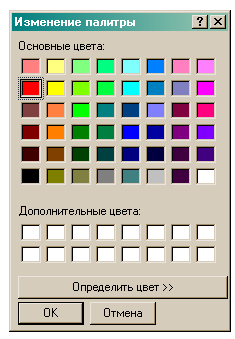 Изменение палитры
Основные цвета:
Дополнительные цвета:
Определить цвет >>
OK Отмена